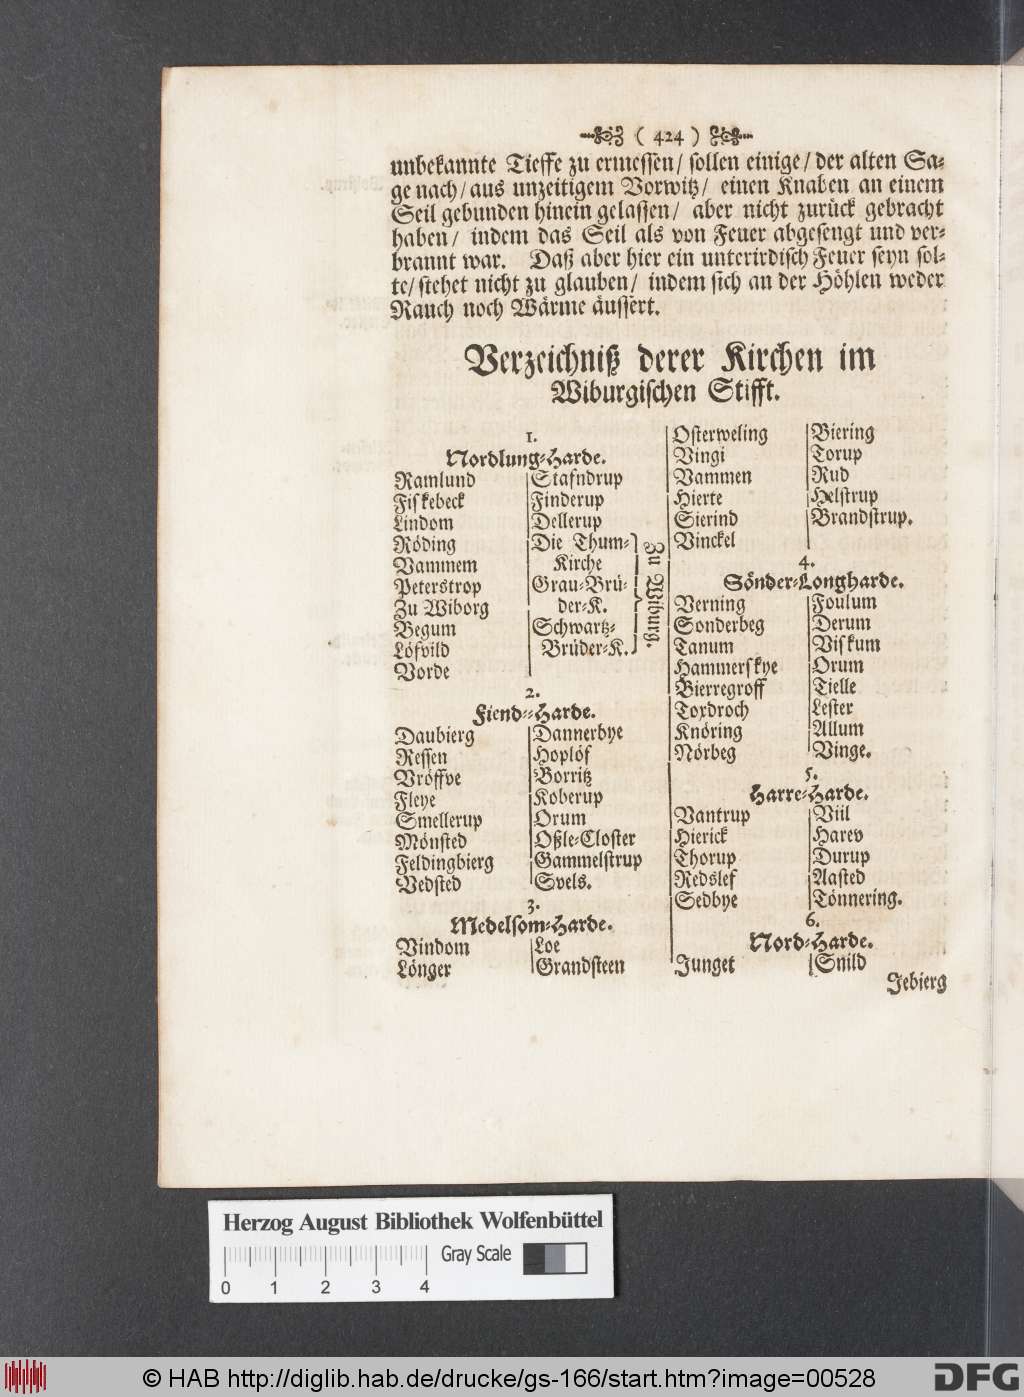 ( 424 )
unbekannte Tieffe zu ermessen/ sollen einige/ der alten Sa⸗
ge nach/ aus unzeitigem Vorwitz/ einen Knaben an einem
Seil gebunden hinein gelassen/ aber nicht zurück gebracht
haben/ indem das Seil als von Feuer abgesengt und ver⸗
brannt war. Daß aber hier ein unterirdisch Feuer seyn sol⸗
te/ stehet nicht zu glauben/ indem sich an der Höhlen weder
Rauch noch Wärme äussert.
Verzeichniß derer Kirchen im
Wiburgischen Stifft.
1.
Nordlung⸗Harde.
Ramlund
Fiskebeck
Lindom
Röding
Vammem
Peterstrop
Zu Wiborg
Begum
Löfvild
Vorde
Stafndrup
Finderup
Dellerup
Die Thum⸗
Kirche
Grau⸗Brü⸗
der⸗K.
Schwartz⸗
Brüder⸗K.
Zu Wiburg.
2.
Fiend⸗Harde.
Daubierg
Ressen
Vröffve
Fleye
Smellerup
Mönsted
Feldingbierg
Vedsted
Dannerbye
Hoplöf
Borritz
Koberup
Orum
Oßle⸗Closter
Gammelstrup
Svels.
3.
Medelsom⸗Harde.
Vindom
Lönger
Loe
Grandsteen
Osterweling
Vingi
Vammen
Hierte
Sierind
Vinckel
Biering
Torup
Rud
Helstrup
Brandstrup.
4.
Sönder⸗Longharde.
Verning
Sonderbeg
Tanum
Hammerskye
Bierregroff
Toxdroch
Knöring
Nörbeg
Foulum
Derum
Viskum
Orum
Tielle
Lester
Allum
Vinge.
5.
Harre⸗Harde.
Vantrup
Hierick
Thorup
Redslef
Sedbye
Viil
Harev
Durup
Aasted
Tönnering.
6.
Nord⸗Harde.
Junget
Snild
Jebierg
Herzog August Bibliothek Wolfenbüttel
Gray Scale
0 1 2 3 4
© HAB http://diglib.hab.de/drucke/gs-166/start.htm?image=00528
DFG